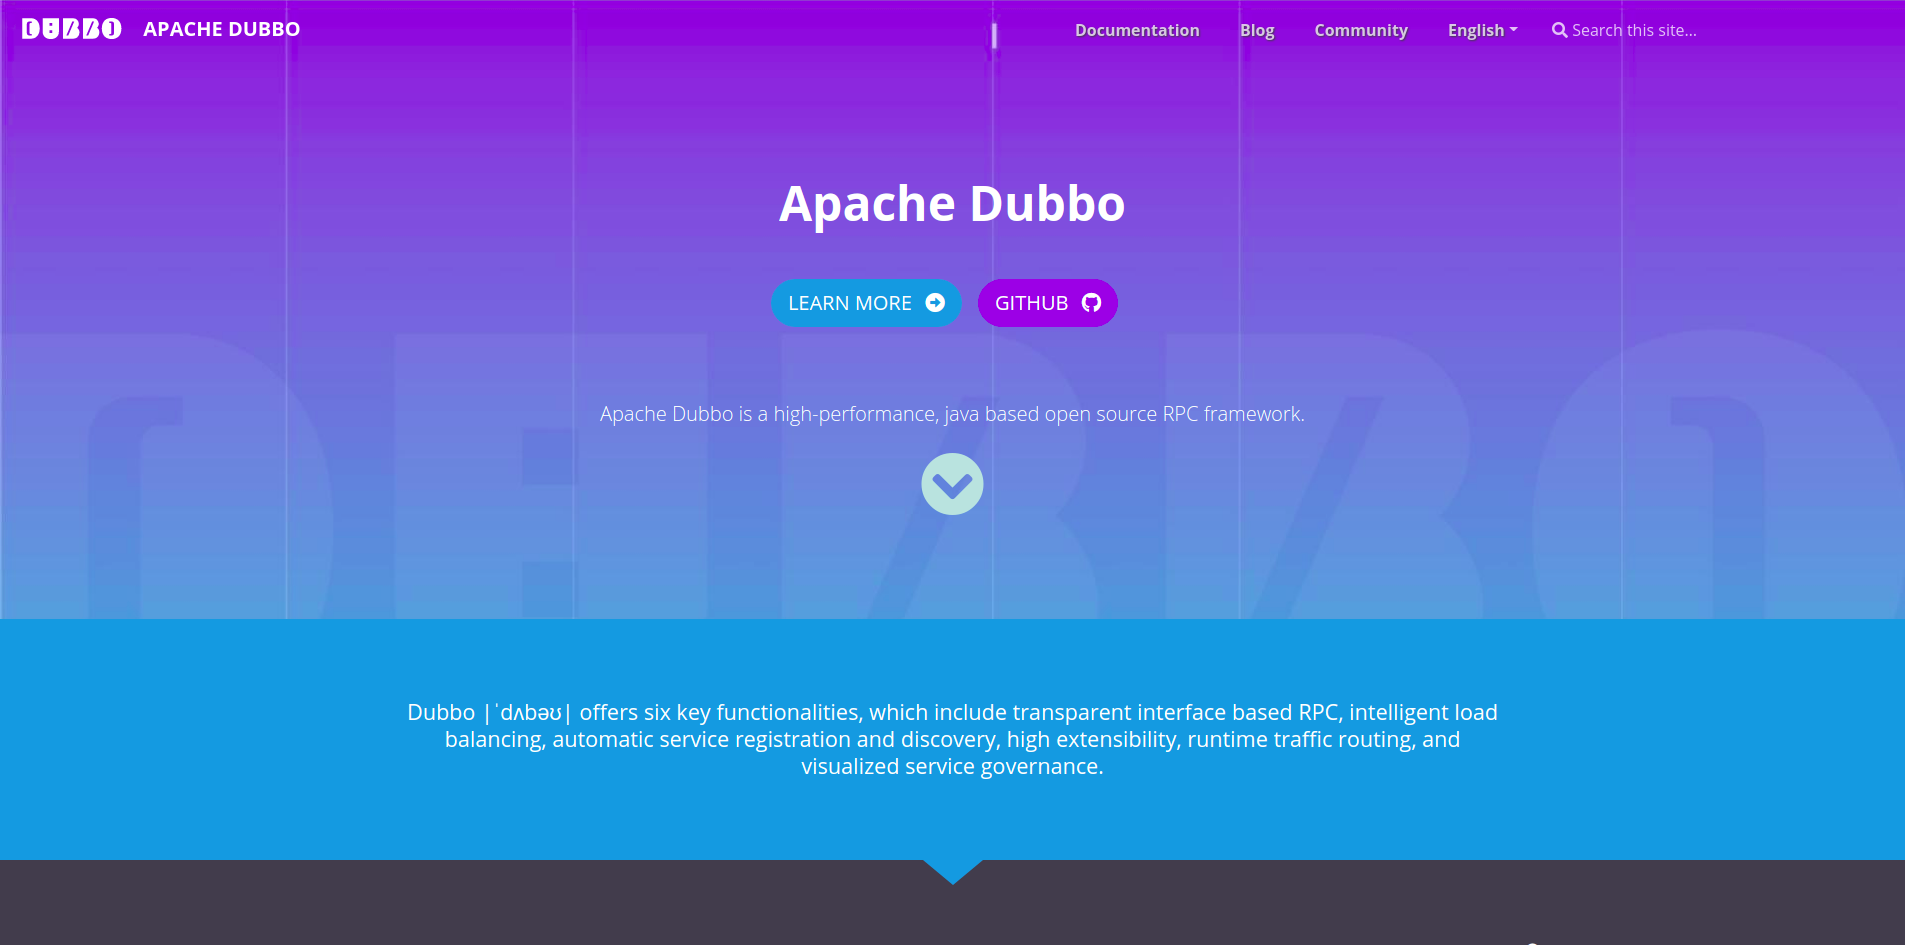 DUBBO APACHE DUBBO Documentation Blog Community English Search this site...
Apache Dubbo
LEARN MORE GITHUB
Apache Dubbo is a high-performance, java based open source RPC framework.
DUBBO
Dubbo |ˈdʌbəʊ| offers six key functionalities, which include transparent interface based RPC, intelligent load
balancing, automatic service registration and discovery, high extensibility, runtime traffic routing, and
visualized service governance.